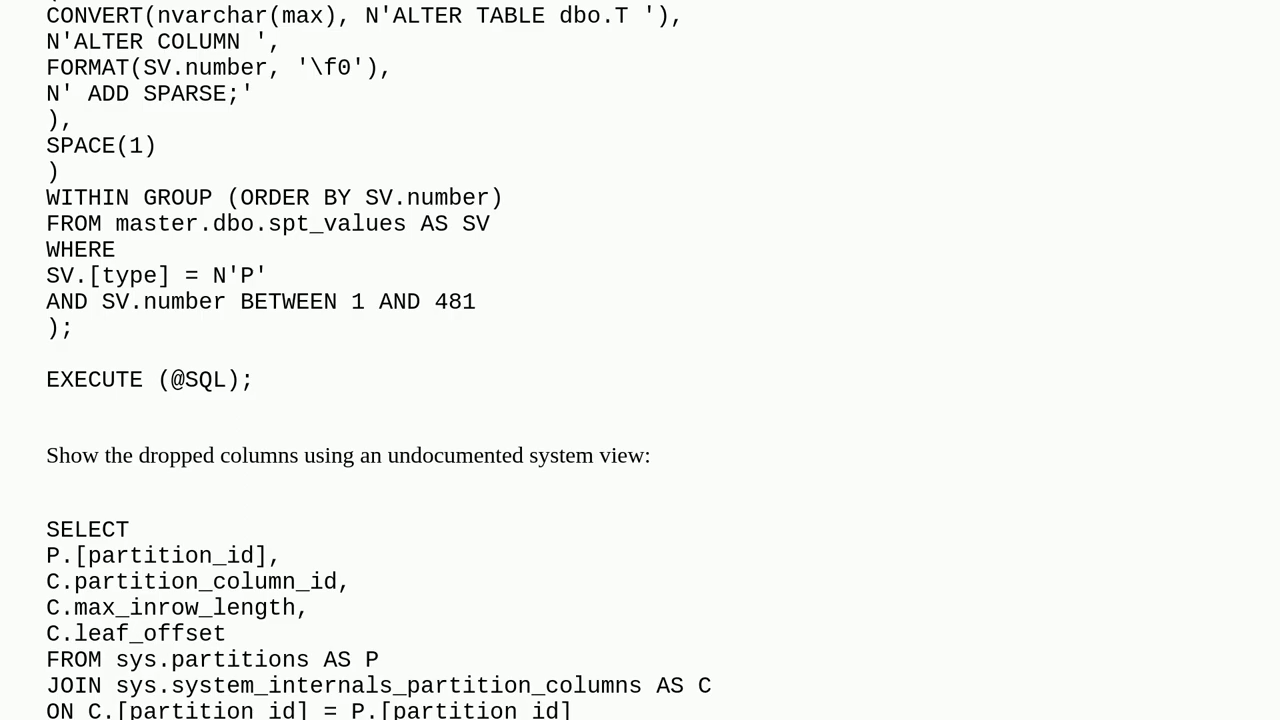 CONVERT(nvarchar(max), N'ALTER TABLE dbo.T '),
N'ALTER COLUMN ',
FORMAT(SV.number, '\f0'),
N' ADD SPARSE;'
),
SPACE(1)
)
WITHIN GROUP (ORDER BY SV.number)
FROM master.dbo.spt_values AS SV
WHERE
SV.[type] = N'P'
AND SV.number BETWEEN 1 AND 481
);
EXECUTE (@SQL);
Show the dropped columns using an undocumented system view:
SELECT
P.[partition_id],
C.partition_column_id,
C.max_inrow_length,
C.leaf_offset
FROM sys.partitions AS P
JOIN sys.system_internals_partition_columns AS C
ON C.[partition_id] = P.[partition_id]